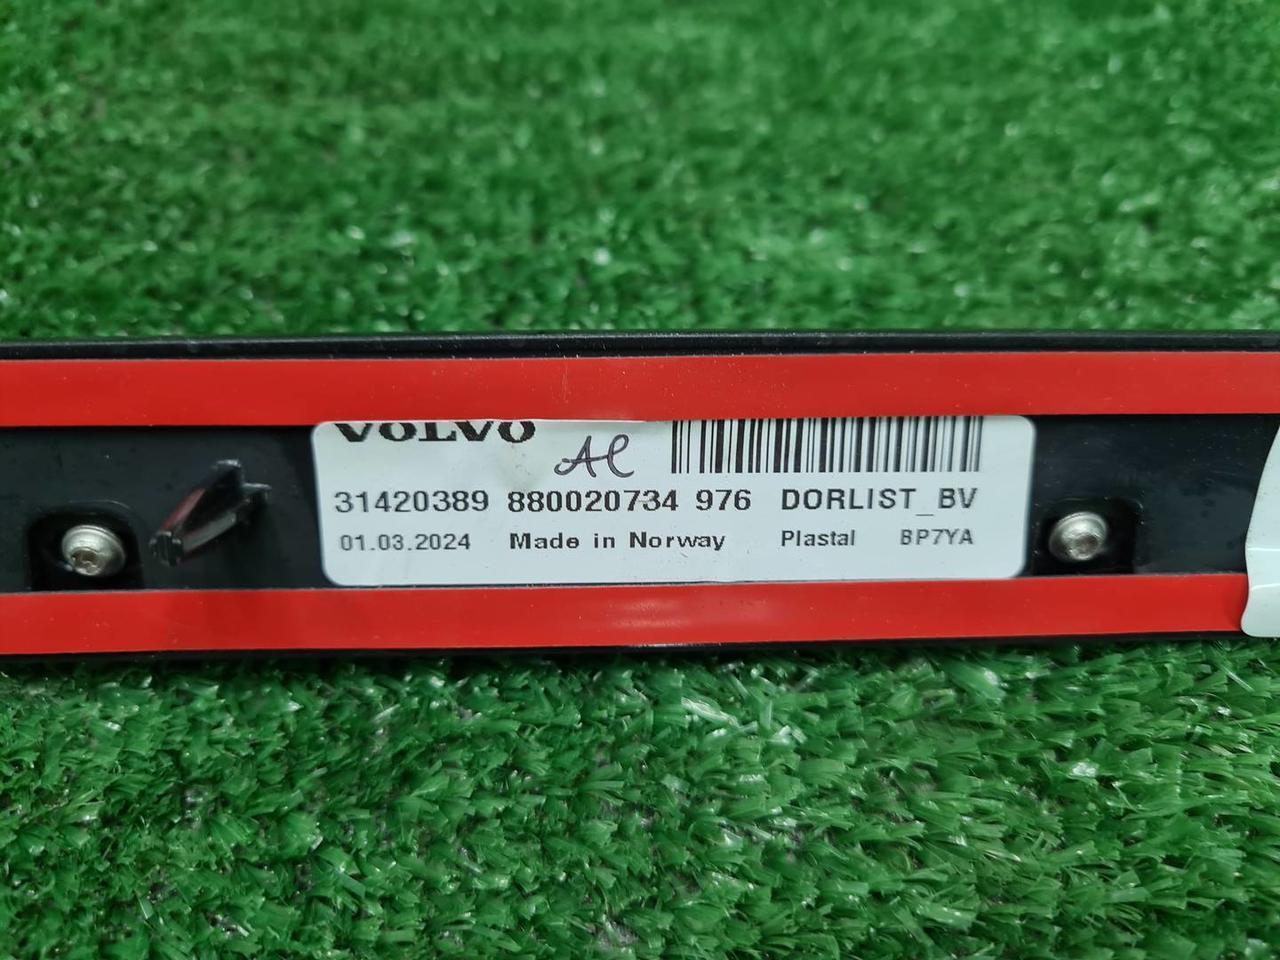 VOLVO
Al
31420389 880020734 976 DORLIST_BV
01.03.2024 Made in Norway Plastal BP7YA